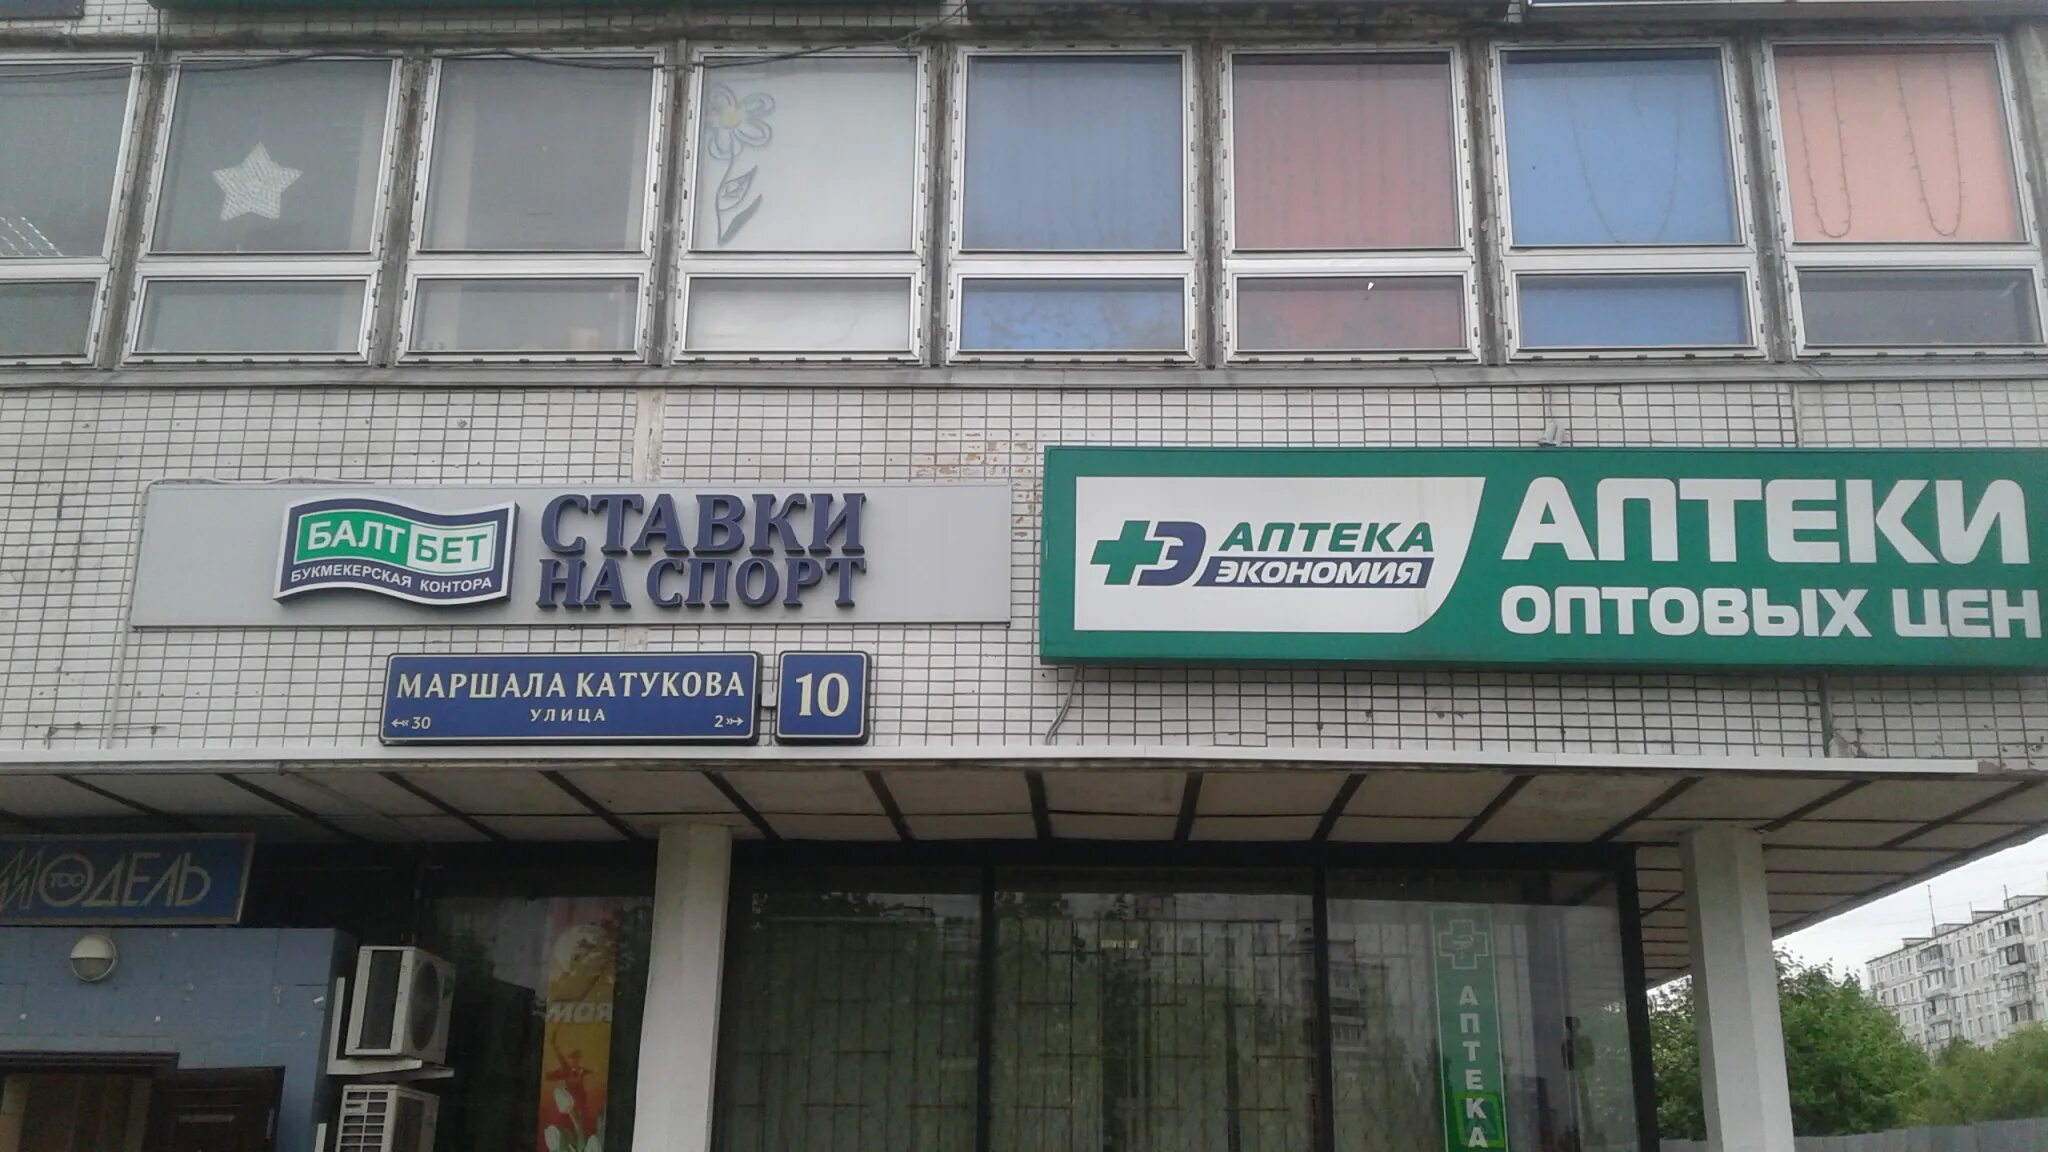 БАЛТ БЕТ
БУКМЕКЕРСКАЯ КОНТОРА
СТАВКИ
НА СПОРТ
АПТЕКА
ЭКОНОМИЯ
АПТЕКИ
ОПТОВЫХ ЦЕН
МАРШАЛА КАТУКОВА
УЛИЦА
30
2
10
МОДЕЛЬ
ТОО
МАЯ
АПТЕКА